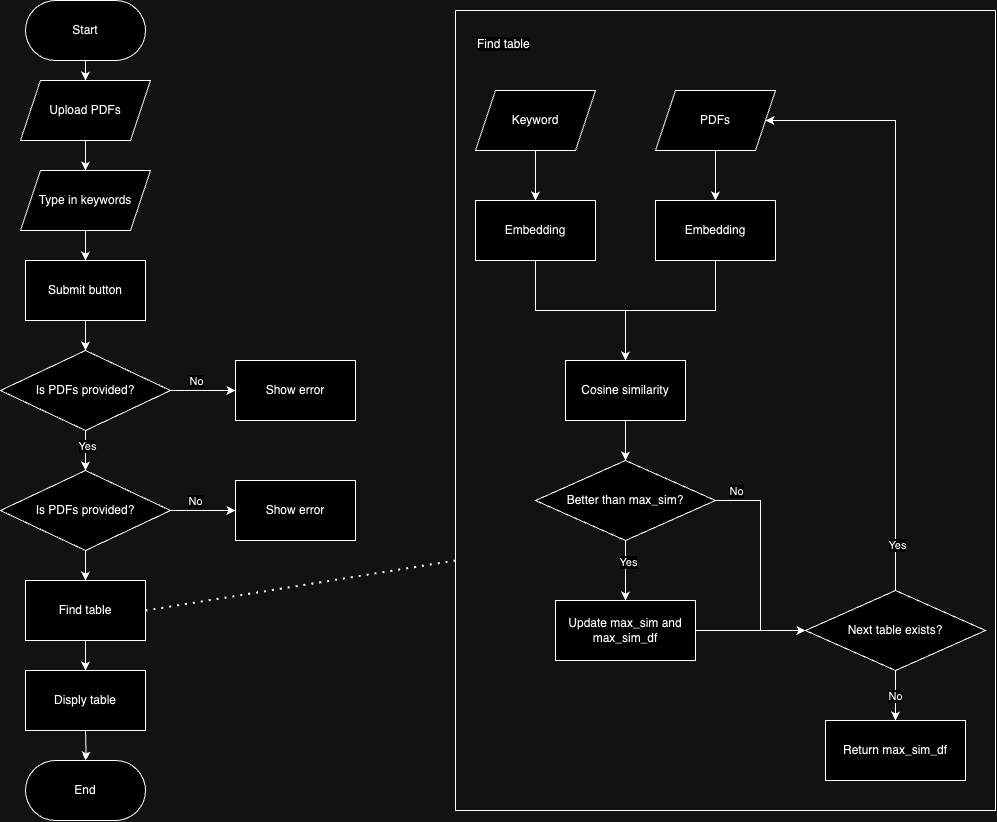 Start
Upload PDFs
Type in keywords
Submit button
Is PDFs provided?
No
Show error
Yes
Is PDFs provided?
No
Show error
Find table
Disply table
End
Find table
Keyword
PDFs
Embedding
Embedding
Cosine similarity
Better than max_sim?
No
Yes
Update max_sim and
max_sim_df
Yes
Next table exists?
No
Return max_sim_df